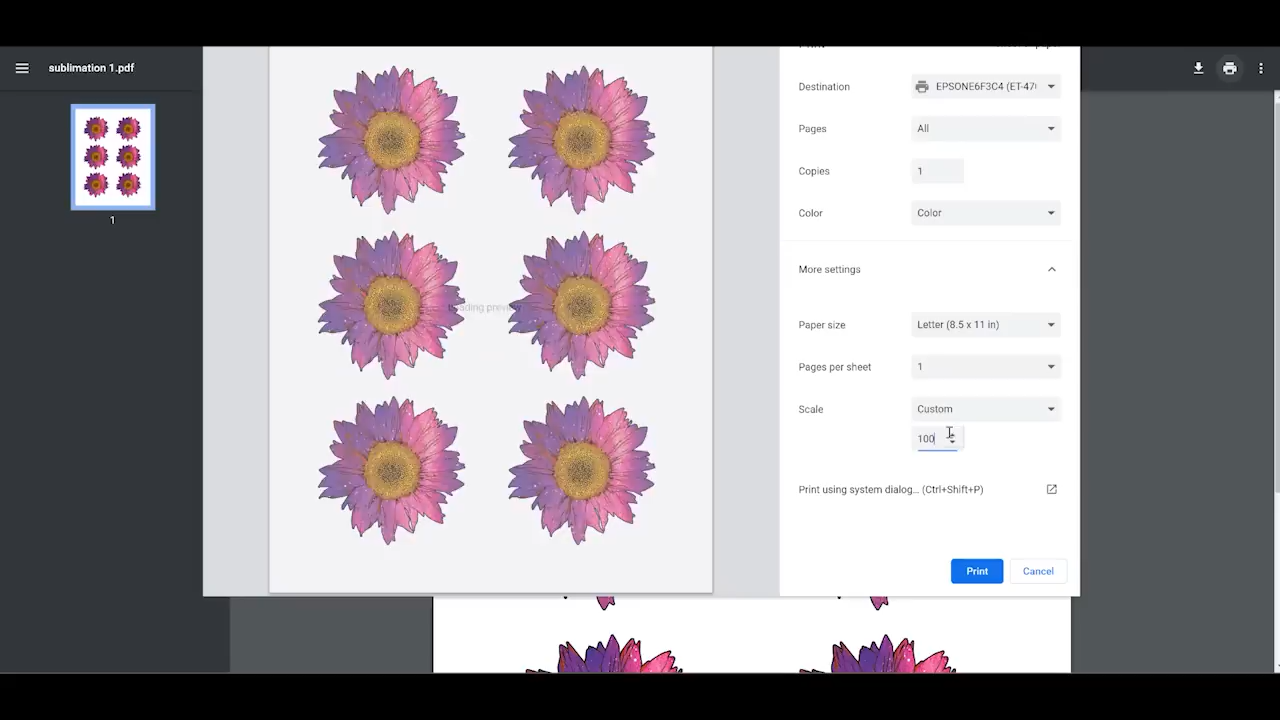 sublimation 1.pdf
1
Loading preview
Destination
EPSONE6F3C4 (ET-47
Pages
All
Copies
1
Color
Color
More settings
Paper size
Letter (8.5 x 11 in)
Pages per sheet
1
Scale
Custom
100
Print using system dialog... (Ctrl+Shift+P)
Print
Cancel